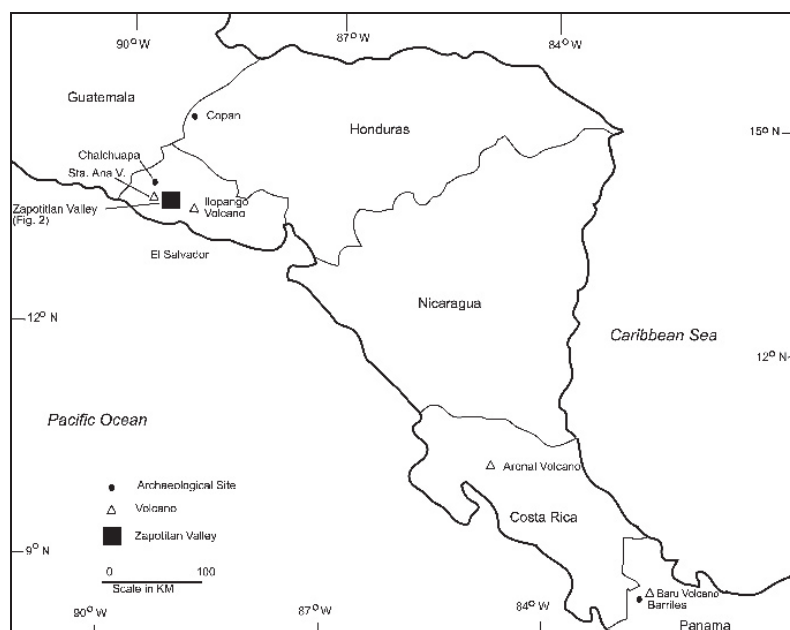 90° W
87° W
84° W
Guatemala
Copan
Honduras
15° N
Chalchuapa
Sta. Ana V.
Zapotitlan Valley
(Fig. 2)
Ilopango
Volcano
El Salvador
Nicaragua
12° N
Caribbean Sea
12° N
Pacific Ocean
Arenal Volcano
Archaeological Site
Volcano
Costa Rica
Zapotitan Valley
9° N
0 100
Scale in KM
Baru Volcano
Barriles
90° W
87° W
84° W
Panama